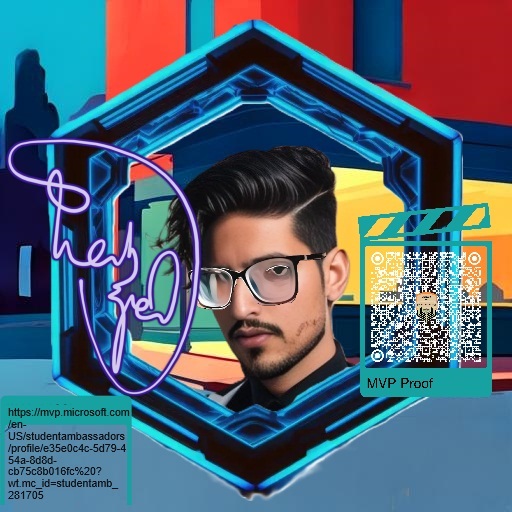 MVP Proof
https://mvp.microsoft.com
/en-
US/studentambassadors
/profile/e35e0c4c-5d79-4
54a-8d8d-
cb75c8b016fc%20?
wt.mc_id=studentamb_
281705